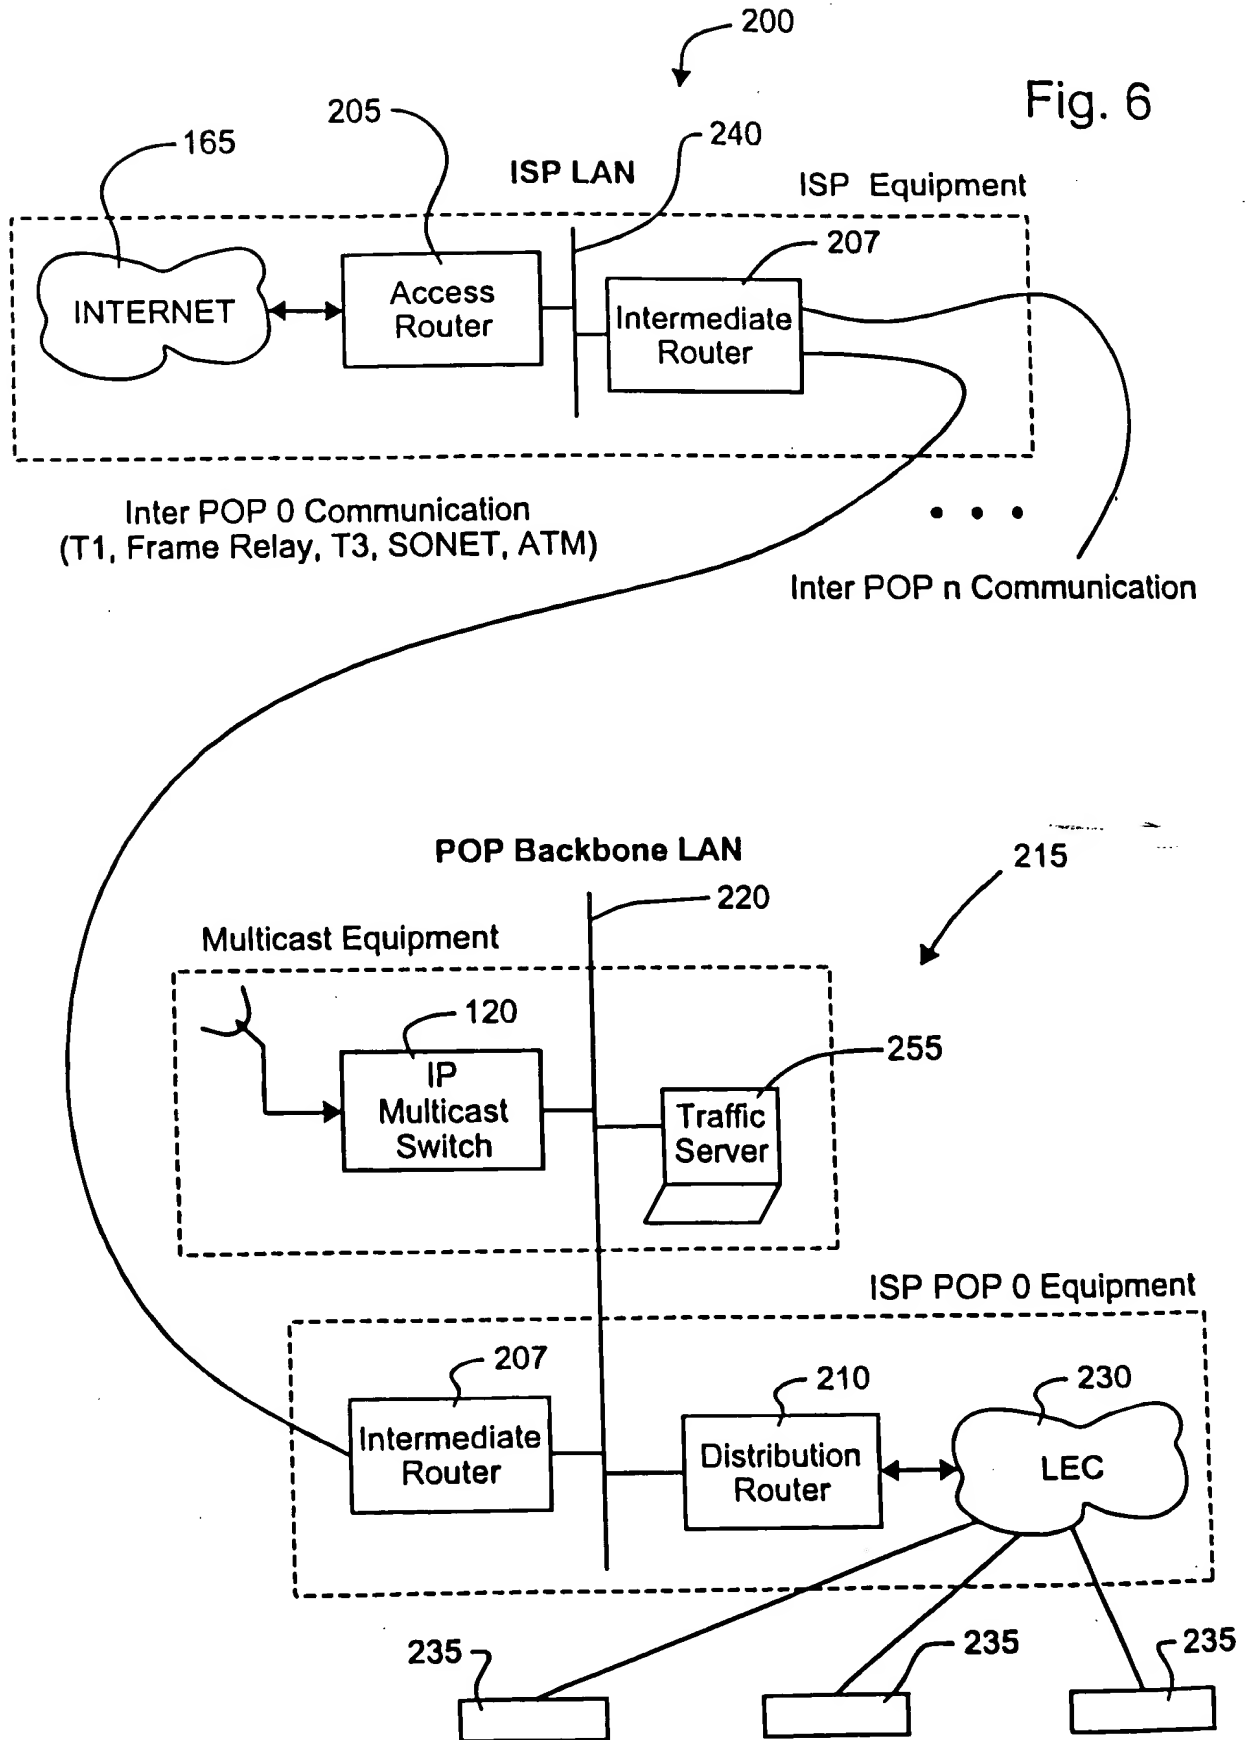 200
Fig. 6
205
240
165
ISP LAN
ISP Equipment
207
INTERNET
Access
Router
Intermediate
Router
Inter POP 0 Communication
(T1, Frame Relay, T3, SONET, ATM)
• • •
Inter POP n Communication
POP Backbone LAN
215
220
Multicast Equipment
120
255
IP
Multicast
Switch
Traffic
Server
ISP POP 0 Equipment
207
210
230
Intermediate
Router
Distribution
Router
LEC
235
235
235